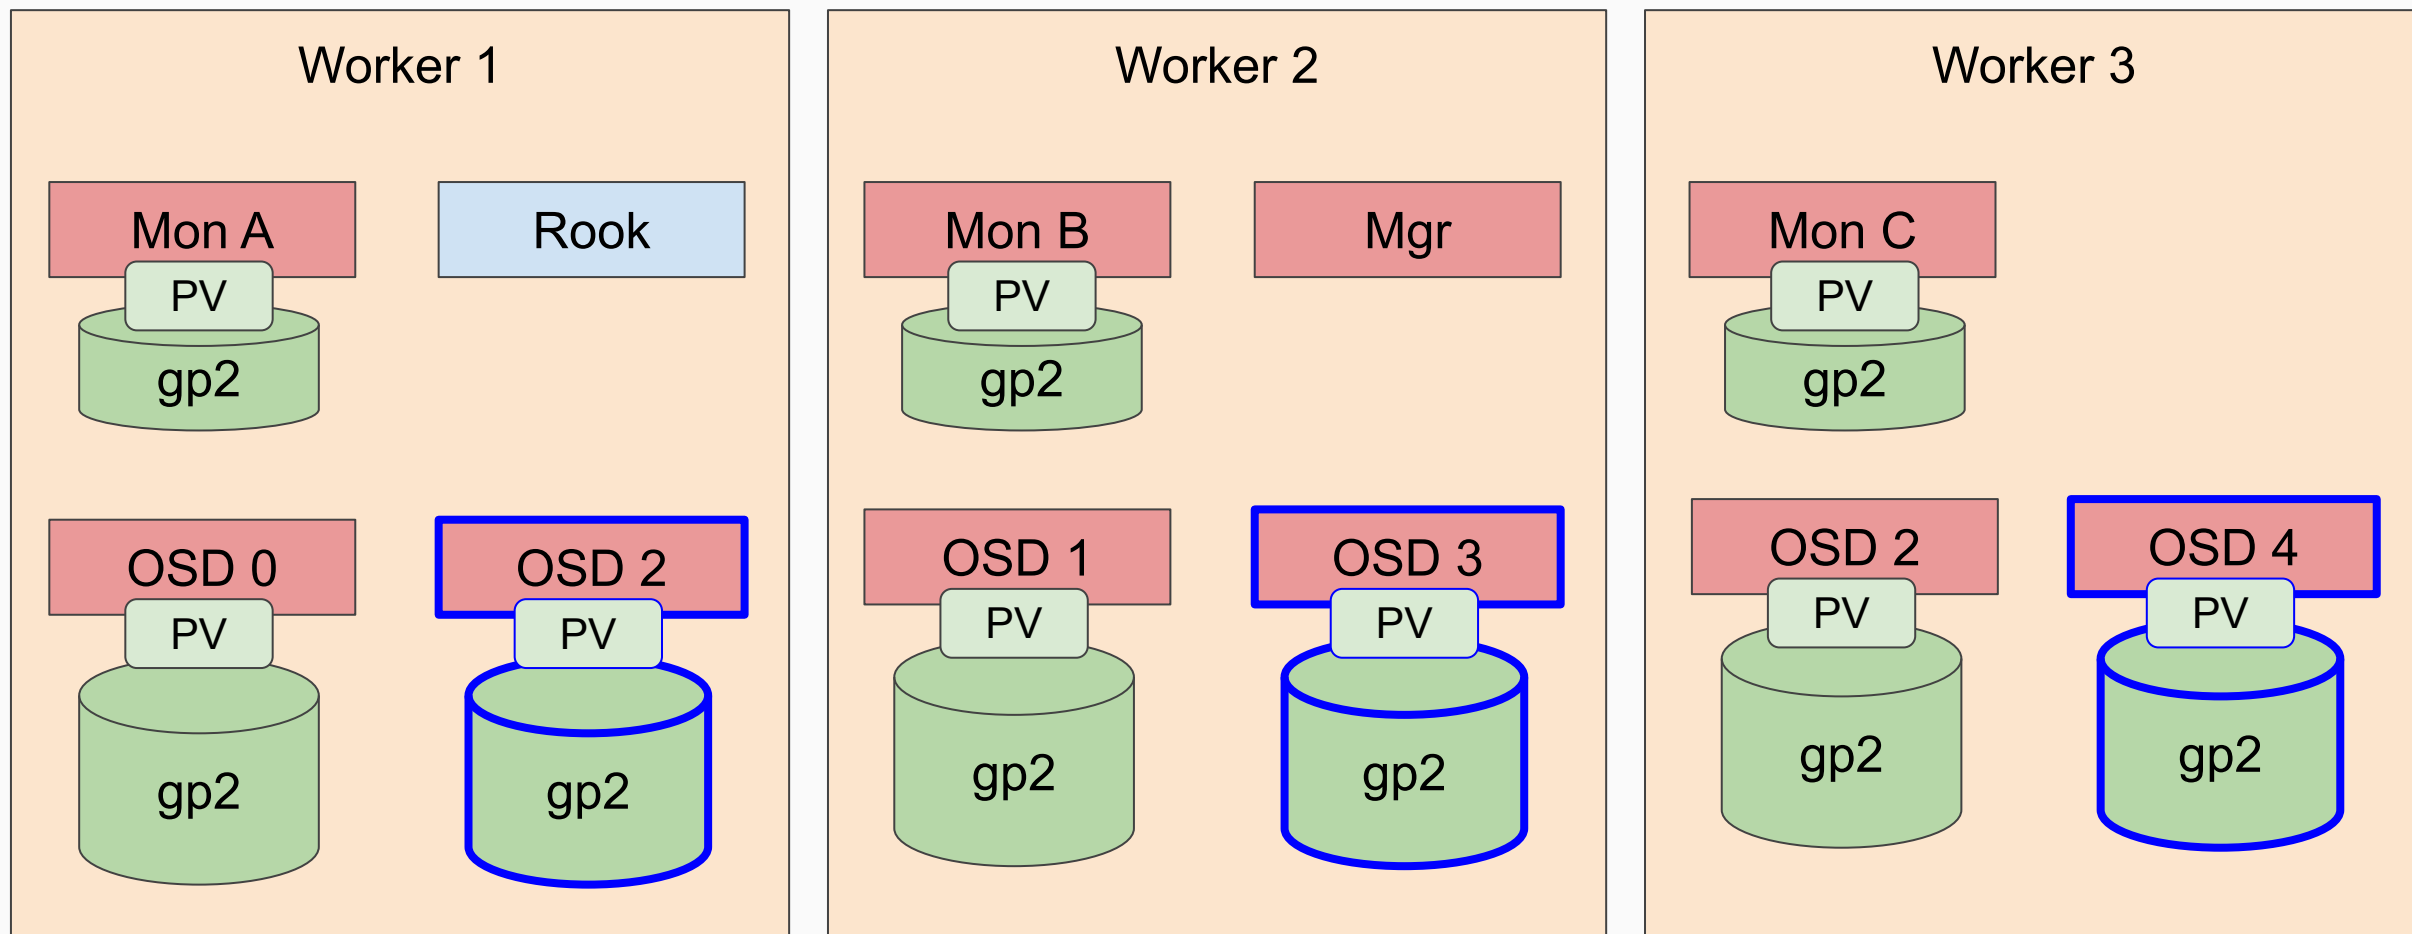 Worker 1
Mon A
PV
gp2
Rook
OSD 0
PV
gp2
OSD 2
PV
gp2
Worker 2
Mon B
PV
gp2
Mgr
OSD 1
PV
gp2
OSD 3
PV
gp2
Worker 3
Mon C
PV
gp2
OSD 2
PV
gp2
OSD 4
PV
gp2